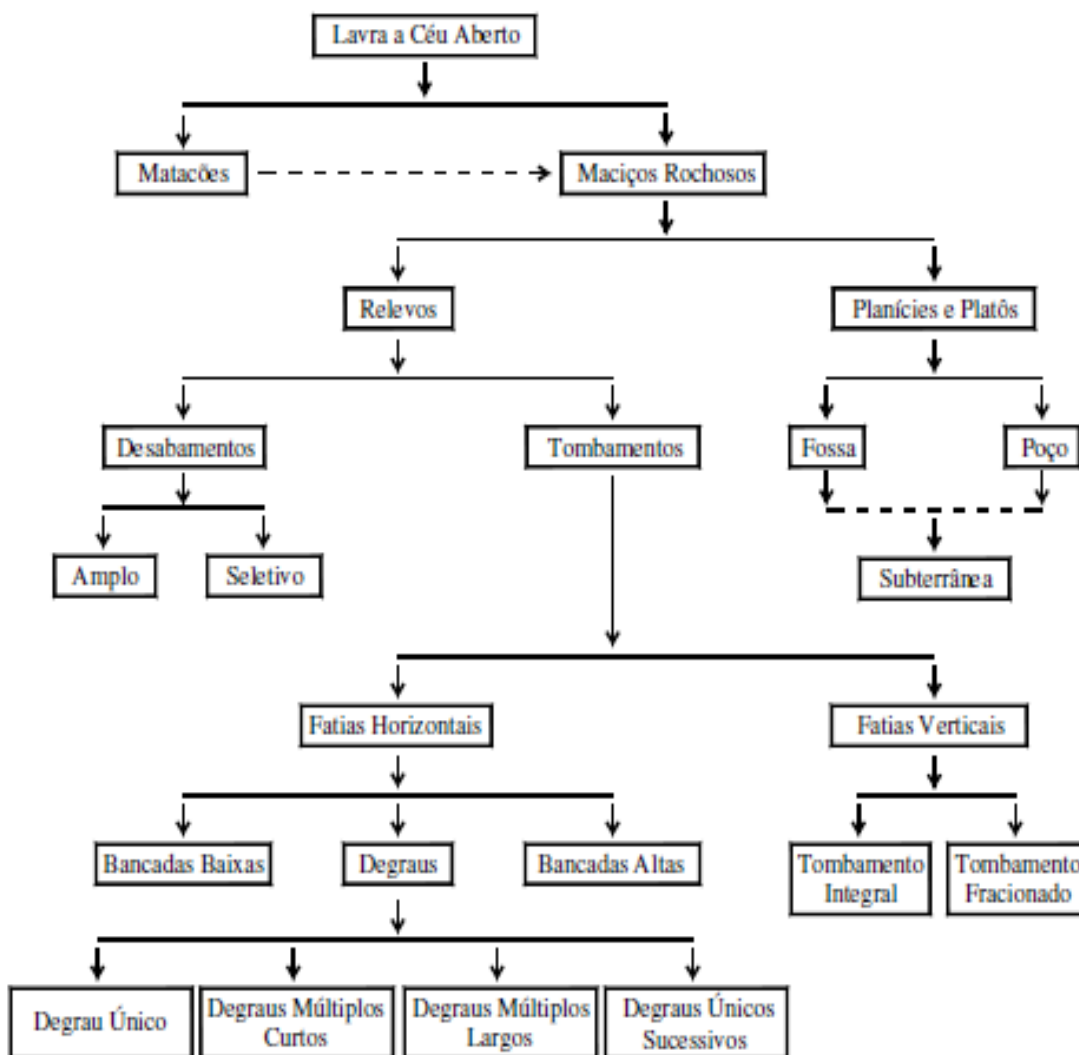 Lavra a Céu Aberto
Matacões
Maciços Rochosos
Relevos
Planícies e Platôs
Desabamentos
Tombamentos
Fossa
Poço
Amplo
Seletivo
Subterrânea
Fatias Horizontais
Fatias Verticais
Bancadas Baixas
Degraus
Bancadas Altas
Tombamento
Integral
Tombamento
Fracionado
Degrau Único
Degraus Múltiplos
Curtos
Degraus Múltiplos
Largos
Degraus Únicos
Sucessivos